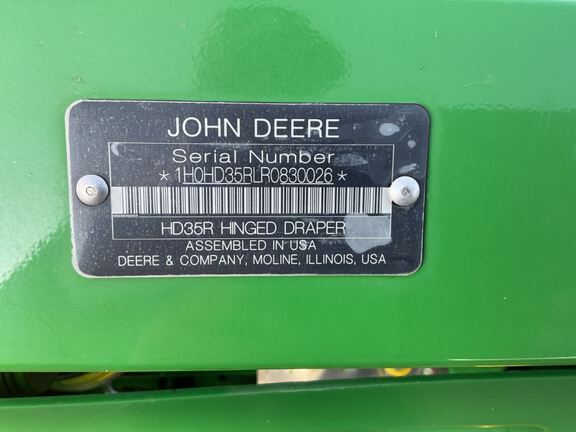 JOHN DEERE
Serial Number
*1H0HD35RLR0830026*
HD35R HINGED DRAPER
ASSEMBLED IN USA
DEERE & COMPANY, MOLINE, ILLINOIS, USA